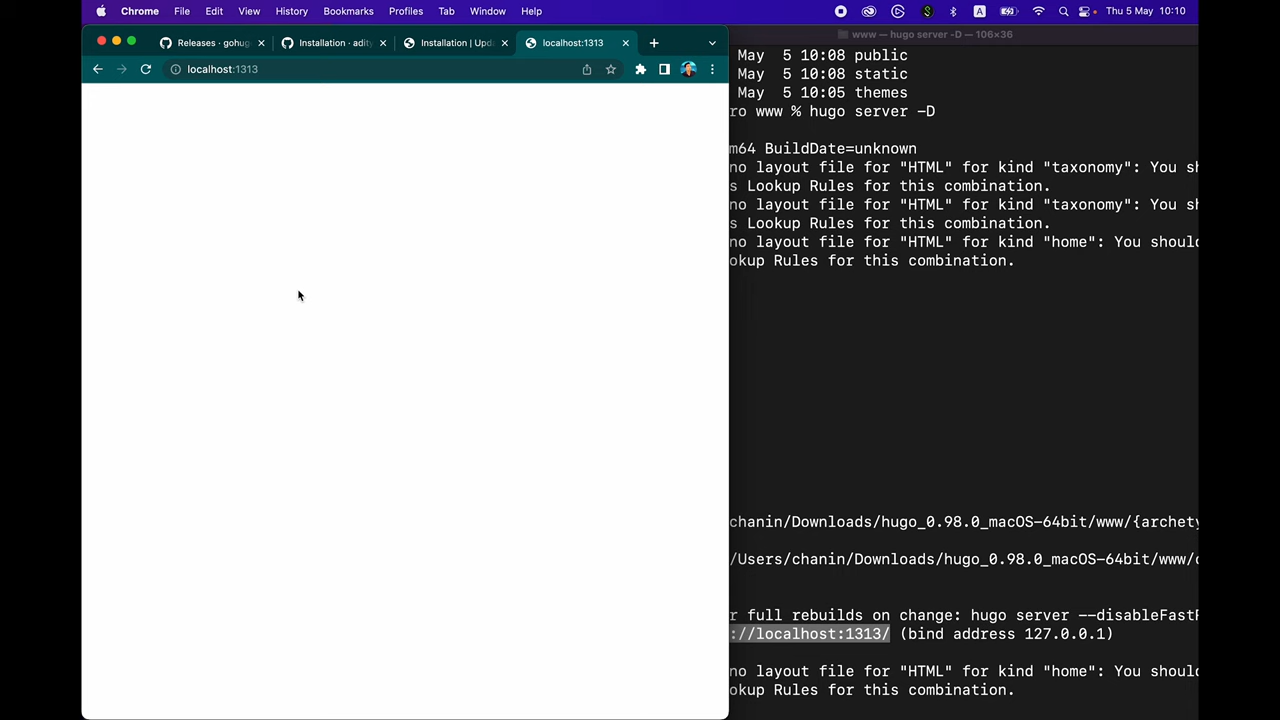 Chrome File Edit View History Bookmarks Profiles Tab Window Help A Thu 5 May 10:10
Releases · gohug
Installation · adity
Installation | Upda
localhost:1313
localhost:1313
www — hugo server -D — 106×36
May 5 10:08 public
May 5 10:08 static
May 5 10:05 themes
ro www % hugo server -D
m64 BuildDate=unknown
no layout file for "HTML" for kind "taxonomy": You sh
s Lookup Rules for this combination.
no layout file for "HTML" for kind "taxonomy": You sh
s Lookup Rules for this combination.
no layout file for "HTML" for kind "home": You should
okup Rules for this combination.
chanin/Downloads/hugo_0.98.0_macOS-64bit/www/{archety
/Users/chanin/Downloads/hugo_0.98.0_macOS-64bit/www/c
r full rebuilds on change: hugo server --disableFastR
://localhost:1313/ (bind address 127.0.0.1)
no layout file for "HTML" for kind "home": You should
okup Rules for this combination.